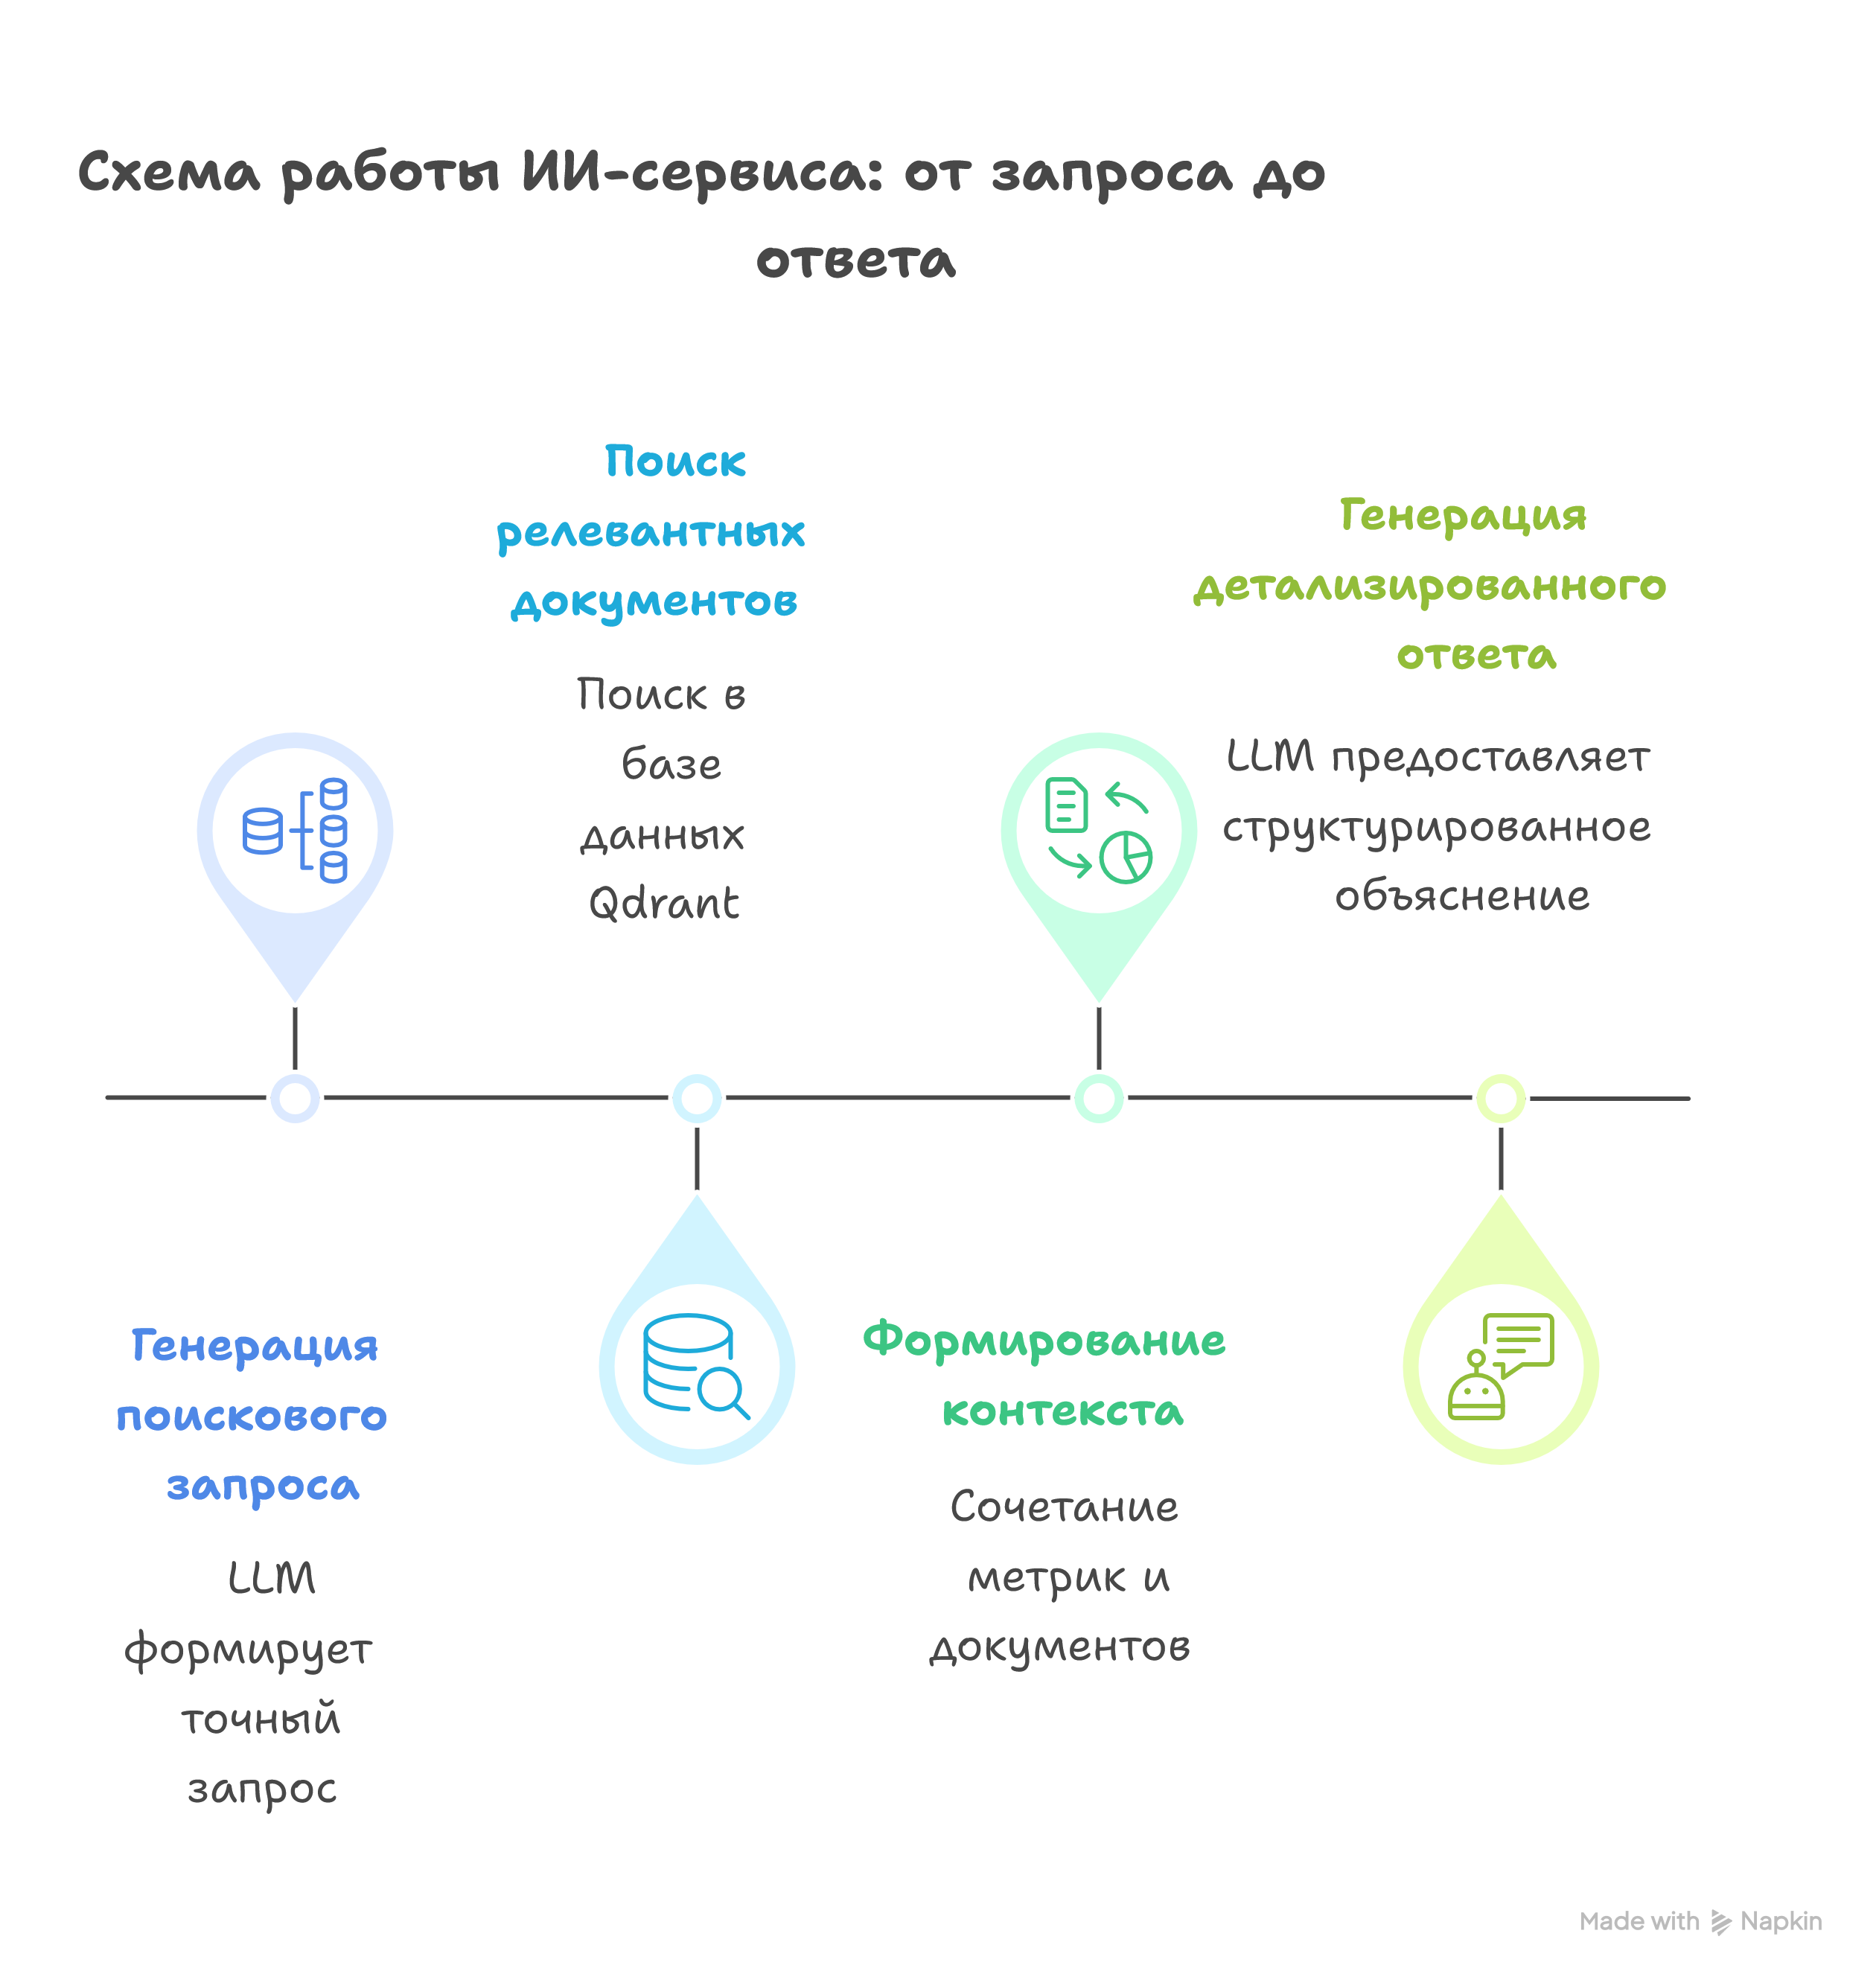 Схема работы ИИ-сервиса: от запроса до
ответа
Генерация
поискового
запроса
LLM
формирует
точный
запрос
Поиск
релевантных
документов
Поиск в
базе
данных
Qdrant
Формирование
контекста
Сочетание
метрик и
документов
Генерация
детализированного
ответа
LLM предоставляет
структурированное
объяснение
Made with Napkin